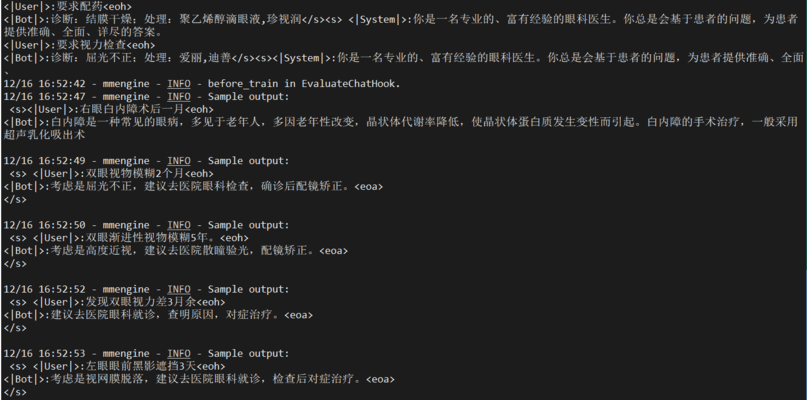 <|User|>:要求配药<eoh>
<|Bot|>:诊断：结膜干燥；处理：聚乙烯醇滴眼液,珍视润</s><s> <|System|>:你是一名专业的、富有经验的眼科医生。你总是会基于患者的问题，为患者
提供准确、全面、详尽的答案。
<|User|>:要求视力检查<eoh>
<|Bot|>:诊断：屈光不正；处理：爱丽,迪善</s><s><|System|>:你是一名专业的、富有经验的眼科医生。你总是会基于患者的问题，为患者提供准确、全面
、
12/16 16:52:42 - mmengine - INFO - before_train in EvaluateChatHook.
12/16 16:52:47 - mmengine - INFO - Sample output:
<s><|User|>:右眼白内障术后一月<eoh>
<|Bot|>:白内障是一种常见的眼病，多见于老年人，多因老年性改变，晶状体代谢率降低，使晶状体蛋白质发生变性而引起。白内障的手术治疗，一般采用
超声乳化吸出术
12/16 16:52:49 - mmengine - INFO - Sample output:
<s> <|User|>:双眼视物模糊2个月<eoh>
<|Bot|>:考虑是屈光不正，建议去医院眼科检查，确诊后配镜矫正。<eoa>
</s>
12/16 16:52:50 - mmengine - INFO - Sample output:
<s> <|User|>:双眼渐进性视物模糊5年。<eoh>
<|Bot|>:考虑是高度近视，建议去医院散瞳验光，配镜矫正。<eoa>
</s>
12/16 16:52:52 - mmengine - INFO - Sample output:
<s> <|User|>:发现双眼视力差3月余<eoh>
<|Bot|>:建议去医院眼科就诊，查明原因，对症治疗。<eoa>
</s>
12/16 16:52:53 - mmengine - INFO - Sample output:
<s> <|User|>:左眼眼前黑影遮挡3天<eoh>
<|Bot|>:考虑是视网膜脱落，建议去医院眼科就诊，检查后对症治疗。<eoa>
</s>